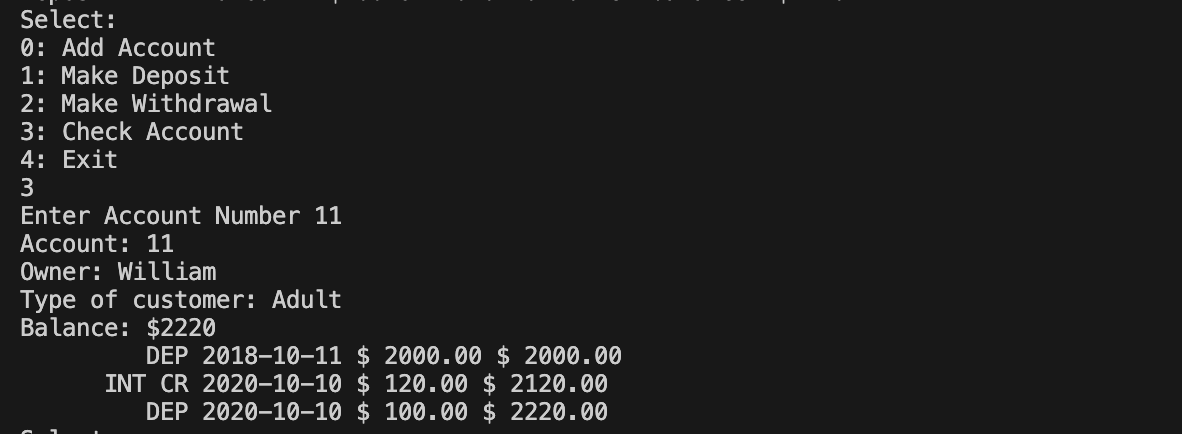 Select:
0: Add Account
1: Make Deposit
2: Make Withdrawal
3: Check Account
4: Exit
3
Enter Account Number 11
Account: 11
Owner: William
Type of customer: Adult
Balance: $2220
DEP 2018-10-11 $ 2000.00 $ 2000.00
INT CR 2020-10-10 $ 120.00 $ 2120.00
DEP 2020-10-10 $ 100.00 $ 2220.00